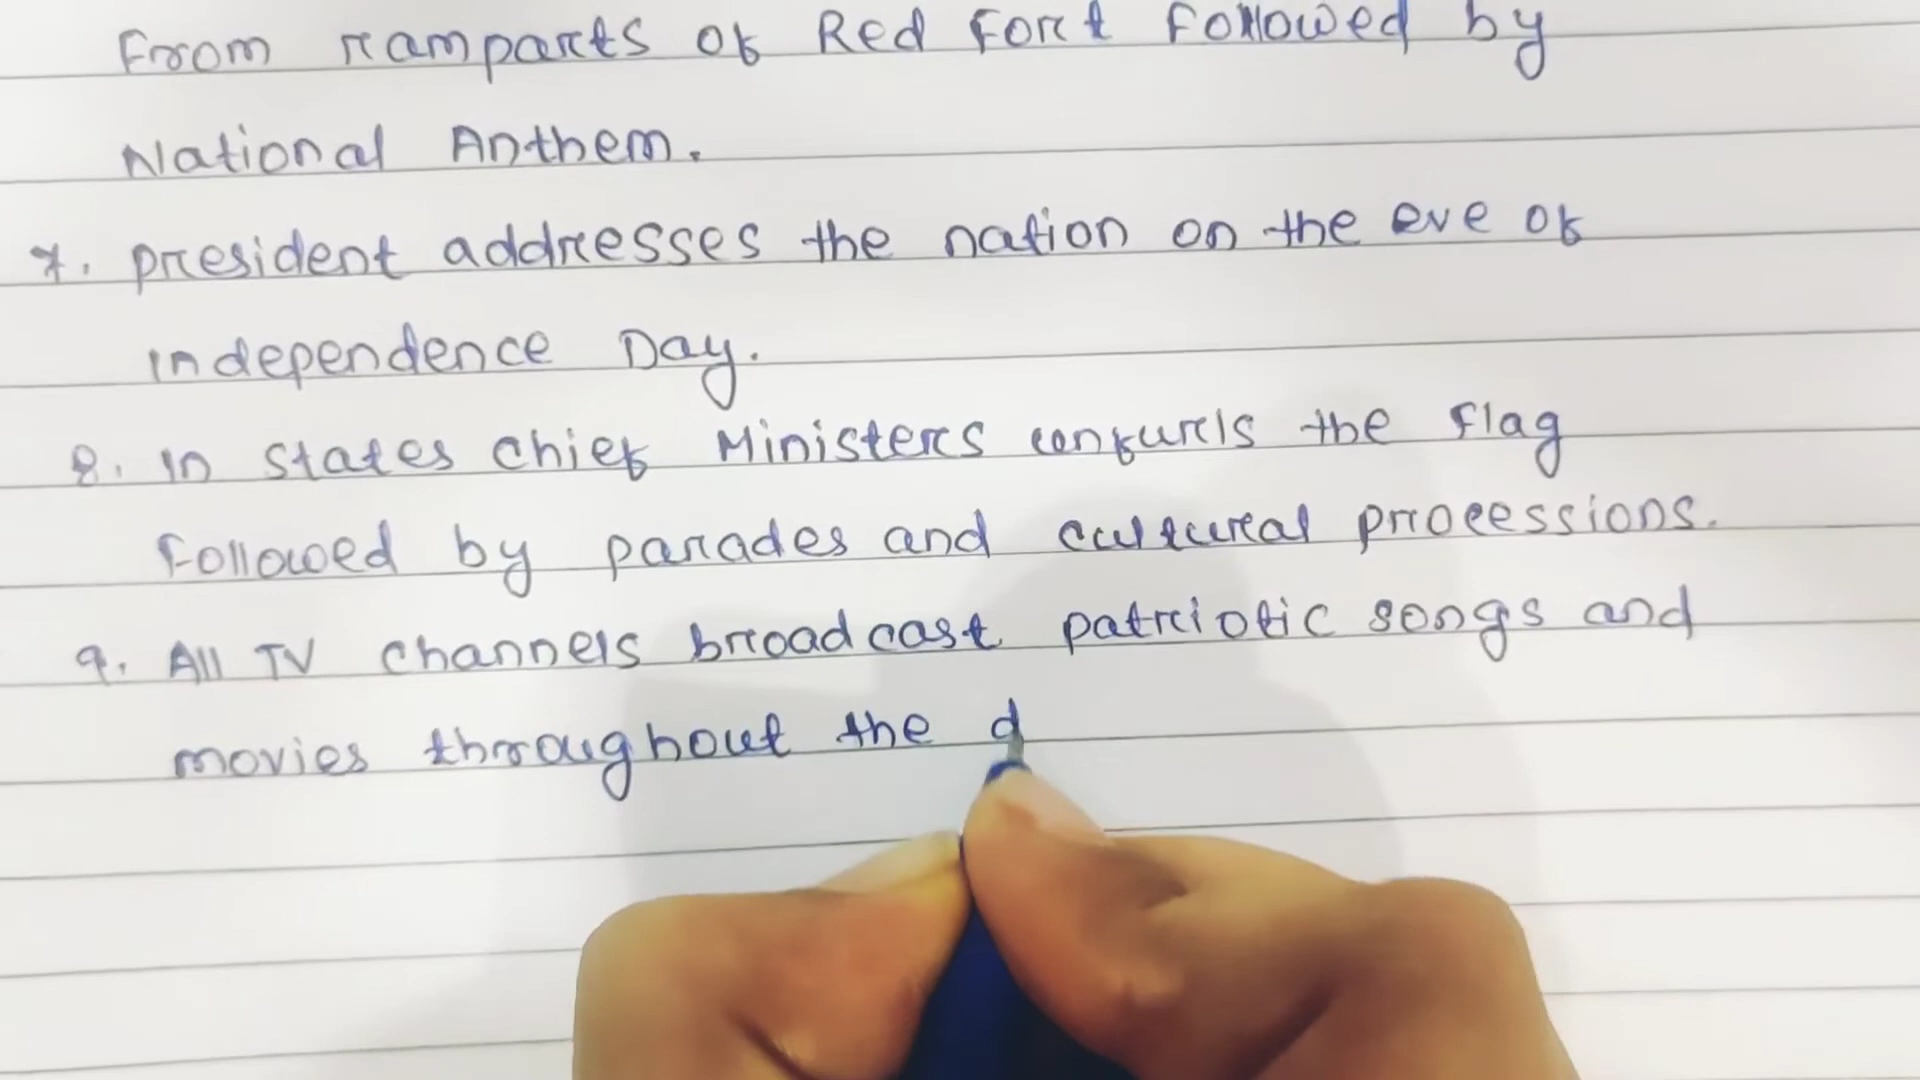 From ramparts of Red Fort Followed by
National Anthem.
7. President addresses the nation on the eve of
Independence Day.
8. In states chief Ministers unfurls the Flag
Followed by parades and cultural processions.
9. All TV channels broadcast patriotic songs and
movies throughout the d